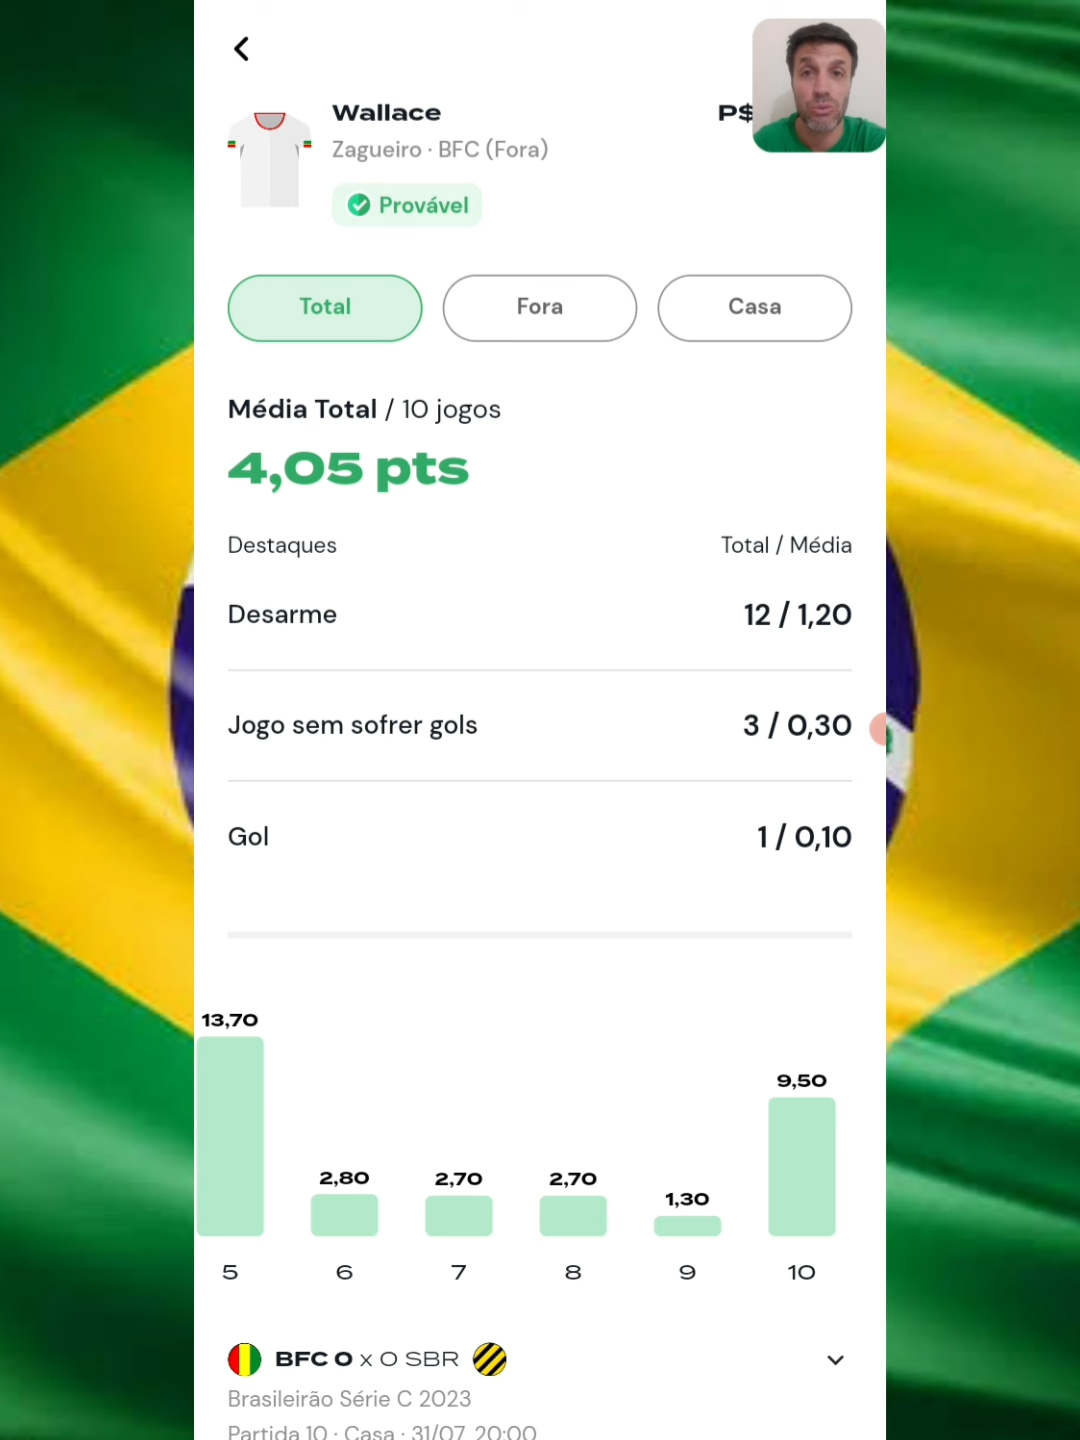 Wallace
P$
Zagueiro · BFC (Fora)
Provável
Total
Fora
Casa
Média Total / 10 jogos
4,05 pts
Destaques
Total / Média
Desarme
12 / 1,20
Jogo sem sofrer gols
3 / 0,30
Gol
1 / 0,10
13,70
9,50
2,80
2,70
2,70
1,30
5
6
7
8
9
10
BFC 0 x 0 SBR
Brasileirão Série C 2023
Partida 10 · Casa · 31/07, 20:00